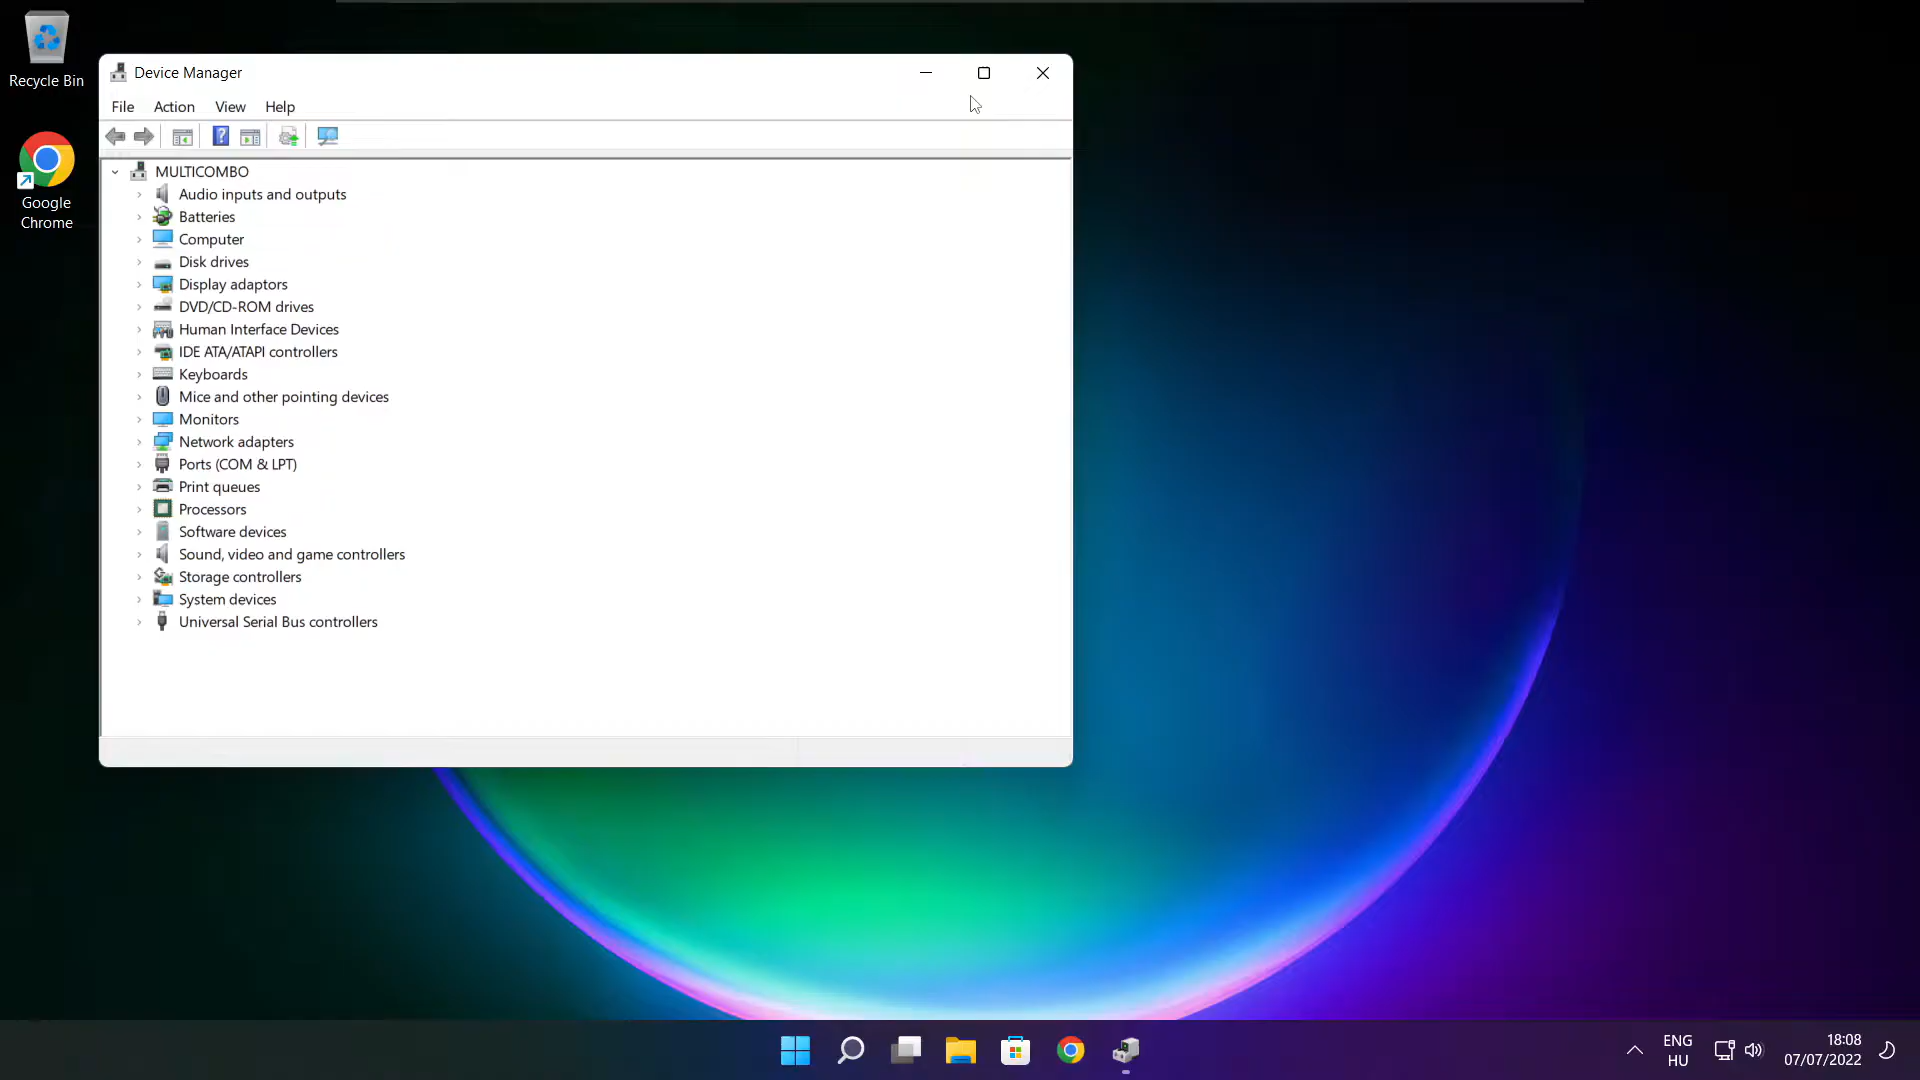 Recycle Bin
Google
Chrome
Device Manager
File Action View Help
MULTICOMBO
Audio inputs and outputs
Batteries
Computer
Disk drives
Display adaptors
DVD/CD-ROM drives
Human Interface Devices
IDE ATA/ATAPI controllers
Keyboards
Mice and other pointing devices
Monitors
Network adapters
Ports (COM & LPT)
Print queues
Processors
Software devices
Sound, video and game controllers
Storage controllers
System devices
Universal Serial Bus controllers
ENG
HU
18:08
07/07/2022